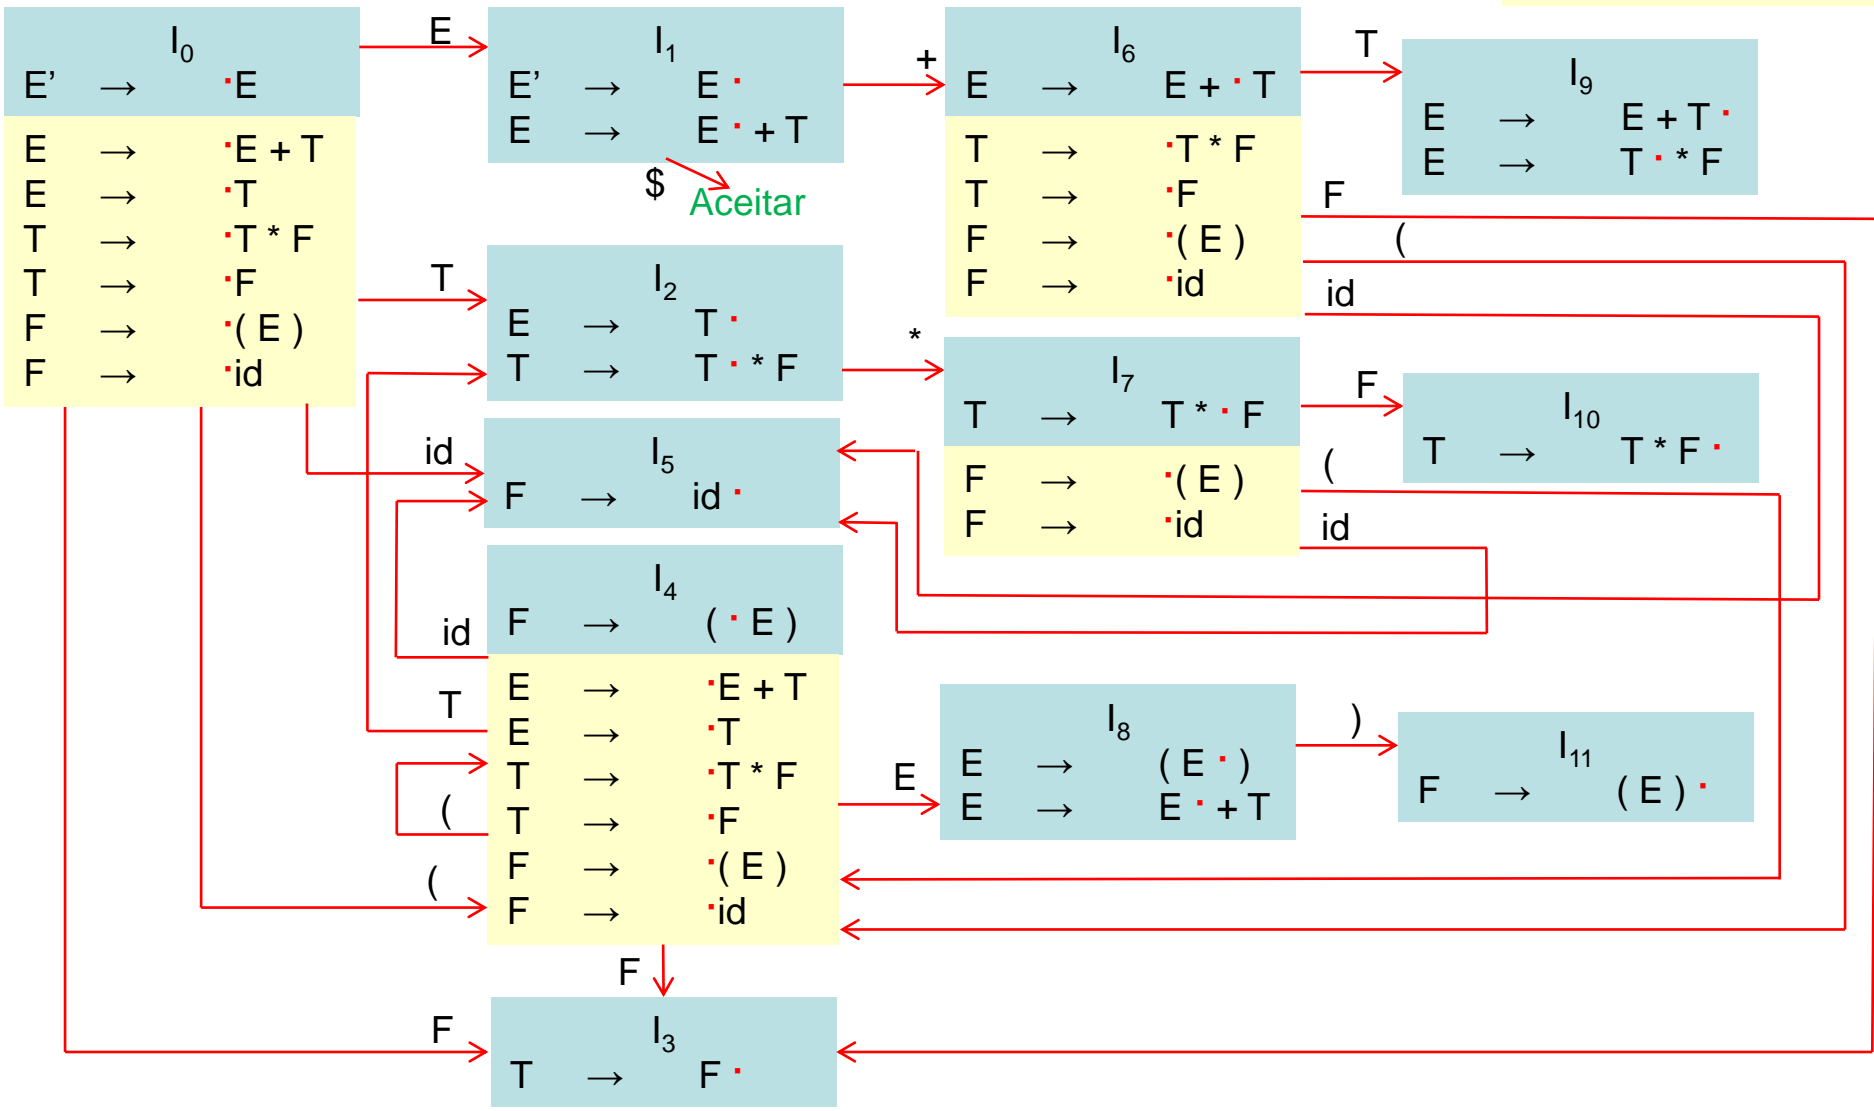 I0
E’ → ·E
E → ·E + T
E → ·T
T → ·T * F
T → ·F
F → ·( E )
F → ·id
E
I1
E’ → E ·
E → E · + T
$
Aceitar
+
I6
E → E + · T
T → ·T * F
T → ·F
F → ·( E )
F → ·id
T
I9
E → E + T ·
E → T · * F
F
(
id
T
I2
E → T ·
T → T · * F
*
I7
T → T * · F
F → ·( E )
F → ·id
F
I10
T → T * F ·
(
id
id
I5
F → id ·
I4
F → ( · E )
E → ·E + T
E → ·T
T → ·T * F
T → ·F
F → ·( E )
F → ·id
id
T
(
(
E
I8
E → ( E · )
E → E · + T
)
I11
F → ( E ) ·
F
F
I3
T → F ·